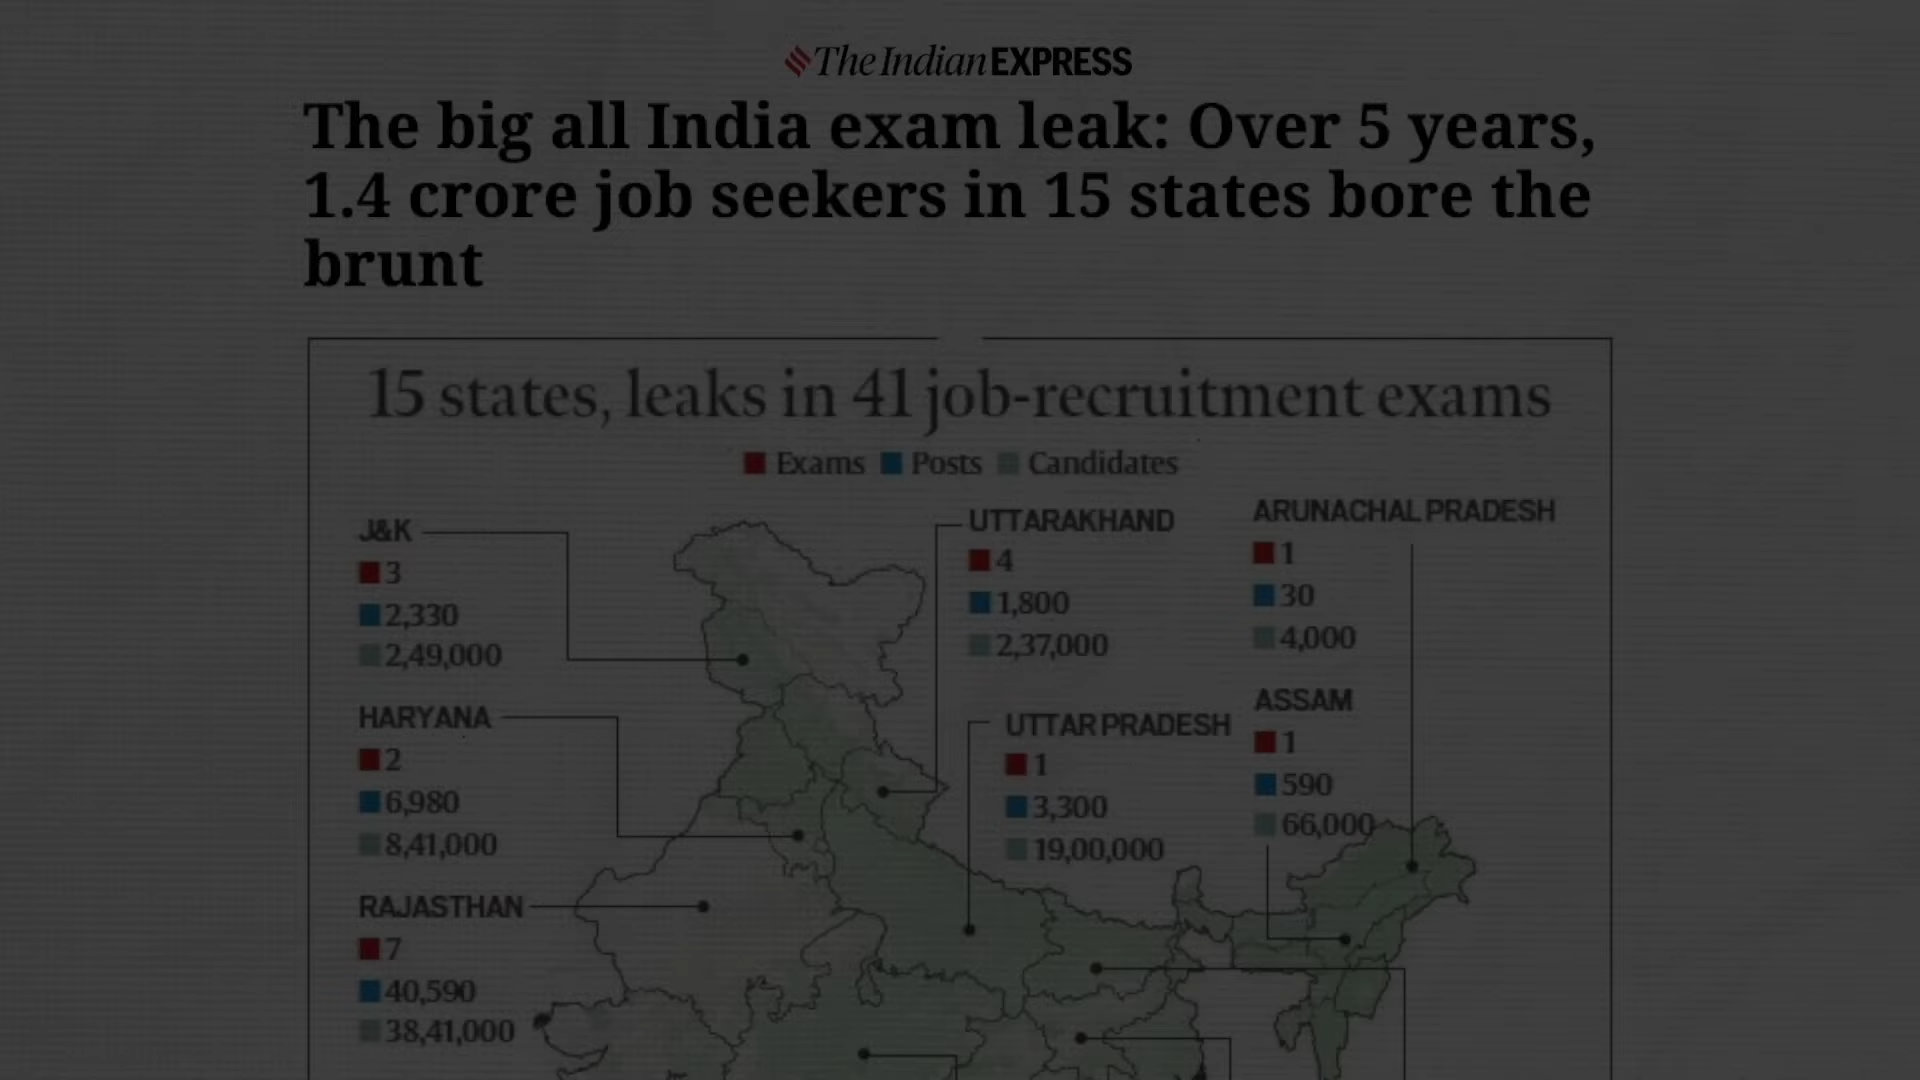 The Indian EXPRESS
The big all India exam leak: Over 5 years,
1.4 crore job seekers in 15 states bore the
brunt
15 states, leaks in 41 job-recruitment exams
Exams Posts Candidates
J&K
3
2,330
2,49,000
HARYANA
2
6,980
8,41,000
RAJASTHAN
7
40,590
38,41,000
UTTARAKHAND
4
1,800
2,37,000
UTTAR PRADESH
1
3,300
19,00,000
ARUNACHAL PRADESH
1
30
4,000
ASSAM
1
590
66,000